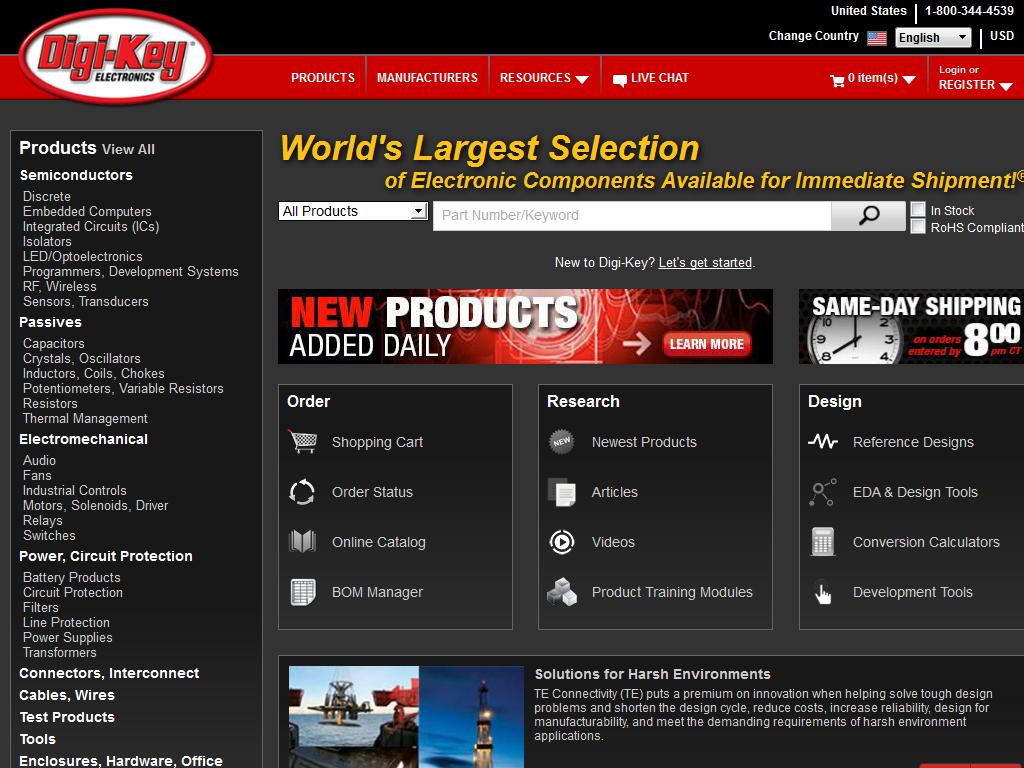 United States
1-800-344-4539
Change Country
English
USD
Digi-Key
ELECTRONICS
PRODUCTS
MANUFACTURERS
RESOURCES
LIVE CHAT
0 item(s)
Login or
REGISTER
Products View All
Semiconductors
Discrete
Embedded Computers
Integrated Circuits (ICs)
Isolators
LED/Optoelectronics
Programmers, Development Systems
RF, Wireless
Sensors, Transducers
Passives
Capacitors
Crystals, Oscillators
Inductors, Coils, Chokes
Potentiometers, Variable Resistors
Resistors
Thermal Management
Electromechanical
Audio
Fans
Industrial Controls
Motors, Solenoids, Driver
Relays
Switches
Power, Circuit Protection
Battery Products
Circuit Protection
Filters
Line Protection
Power Supplies
Transformers
Connectors, Interconnect
Cables, Wires
Test Products
Tools
Enclosures, Hardware, Office
World's Largest Selection
of Electronic Components Available for Immediate Shipment!®
All Products
Part Number/Keyword
In Stock
RoHS Compliant
New to Digi-Key? Let's get started.
NEW PRODUCTS
ADDED DAILY
LEARN MORE
SAME-DAY SHIPPING
on orders
entered by 8:00 pm CT
Order
Shopping Cart
Order Status
Online Catalog
BOM Manager
Research
NEW
Newest Products
Articles
Videos
Product Training Modules
Design
Reference Designs
EDA & Design Tools
Conversion Calculators
Development Tools
Solutions for Harsh Environments
TE Connectivity (TE) puts a premium on innovation when helping solve tough design
problems and shorten the design cycle, reduce costs, increase reliability, design for
manufacturability, and meet the demanding requirements of harsh environment
applications.